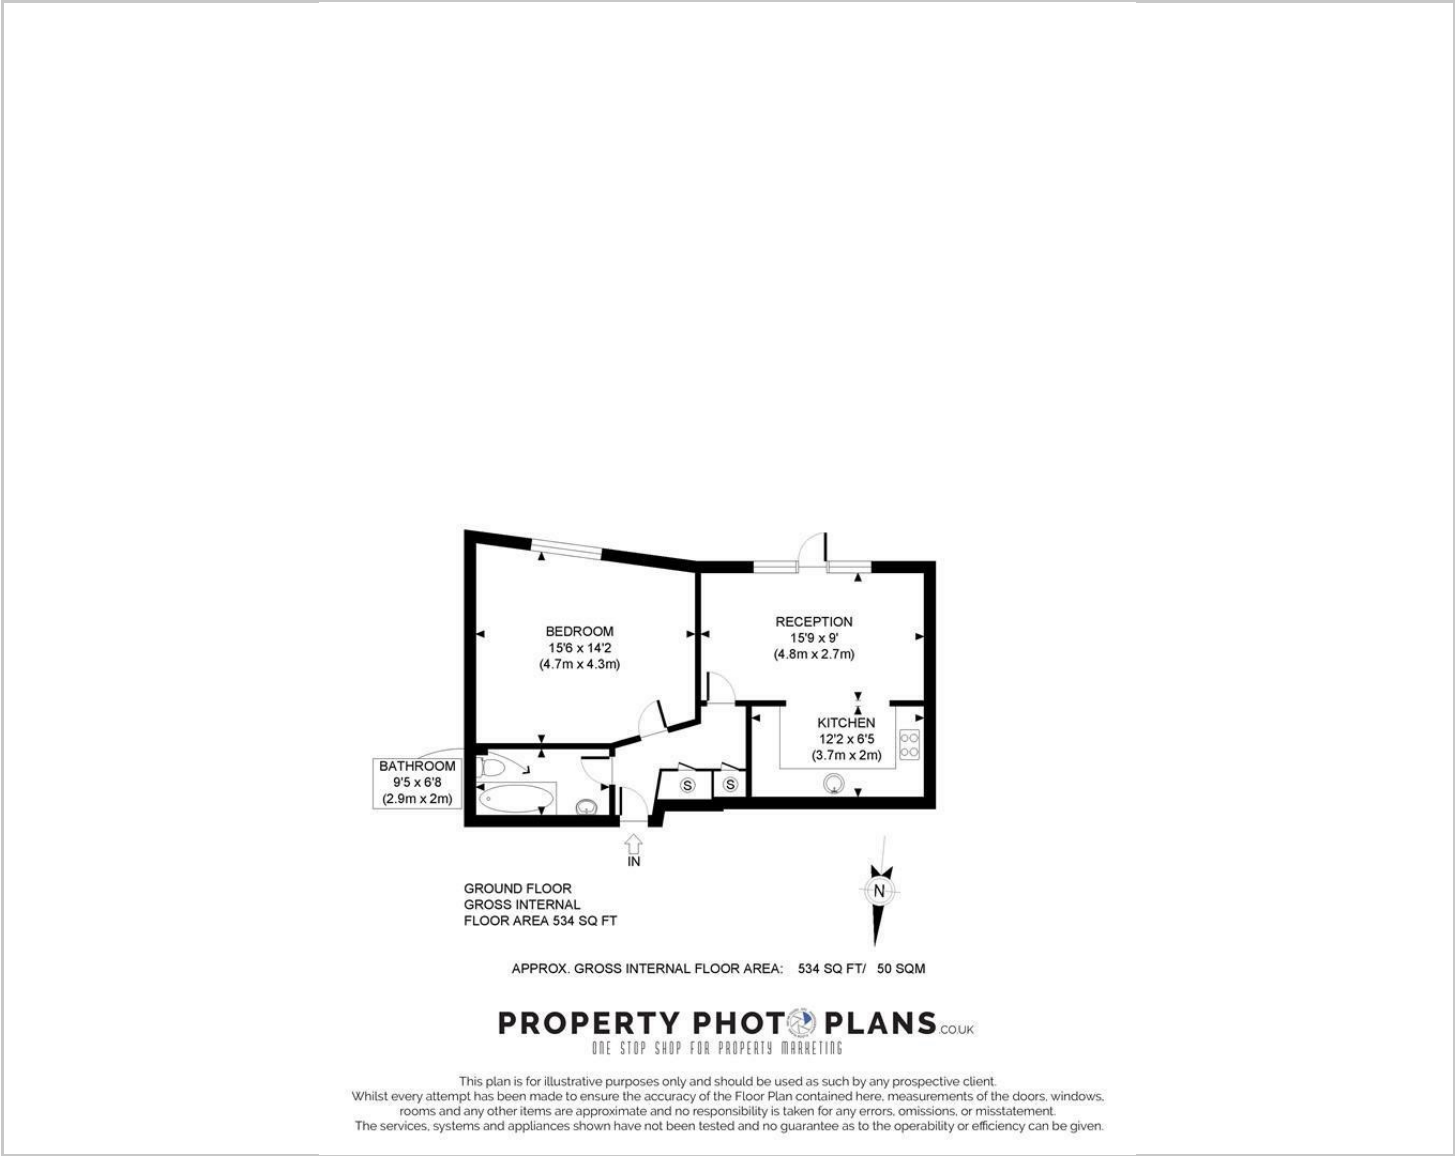 RECEPTION
15'9 x 9'
(4.8m x 2.7m)
BEDROOM
15'6 x 14'2
(4.7m x 4.3m)
KITCHEN
12'2 x 6'5
(3.7m x 2m)
BATHROOM
9'5 x 6'8
(2.9m x 2m)
S
S
IN
N
GROUND FLOOR
GROSS INTERNAL
FLOOR AREA 534 SQ FT
APPROX. GROSS INTERNAL FLOOR AREA: 534 SQ FT/ 50 SQM
PROPERTY PHOTO PLANS.CO.UK
ONE STOP SHOP FOR PROPERTY MARKETING
This plan is for illustrative purposes only and should be used as such by any prospective client.
Whilst every attempt has been made to ensure the accuracy of the Floor Plan contained here, measurements of the doors, windows,
rooms and any other items are approximate and no responsibility is taken for any errors, omissions, or misstatement.
The services, systems and appliances shown have not been tested and no guarantee as to the operability or efficiency can be given.